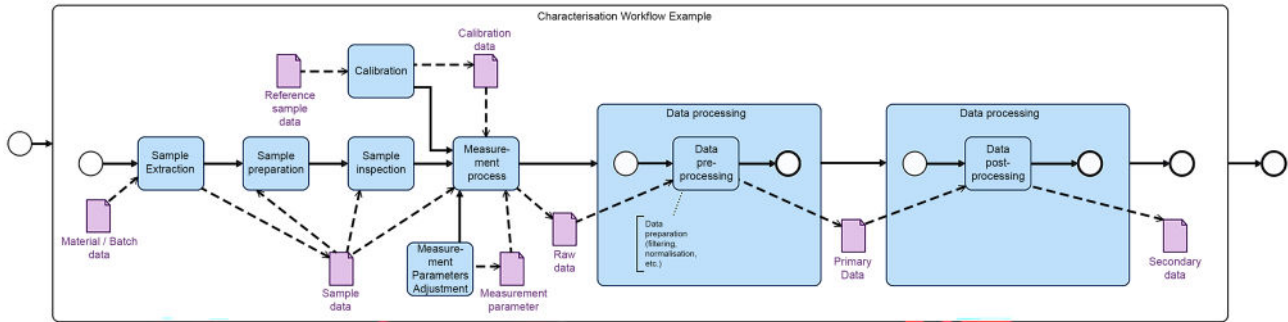 Characterisation Workflow Example
Calibration
data
Calibration
Reference
sample
data
Data processing
Data processing
Sample
Extraction
Sample
preparation
Sample
inspection
Measure-
ment
process
Data
pre-
processing
Data
post-
processing
Material / Batch
data
Data
preparation
(filtering,
normalisation,
etc.)
Measure-
ment
Parameters
Adjustment
Raw
data
Primary
Data
Secondary
data
Sample
data
Measurement
parameter